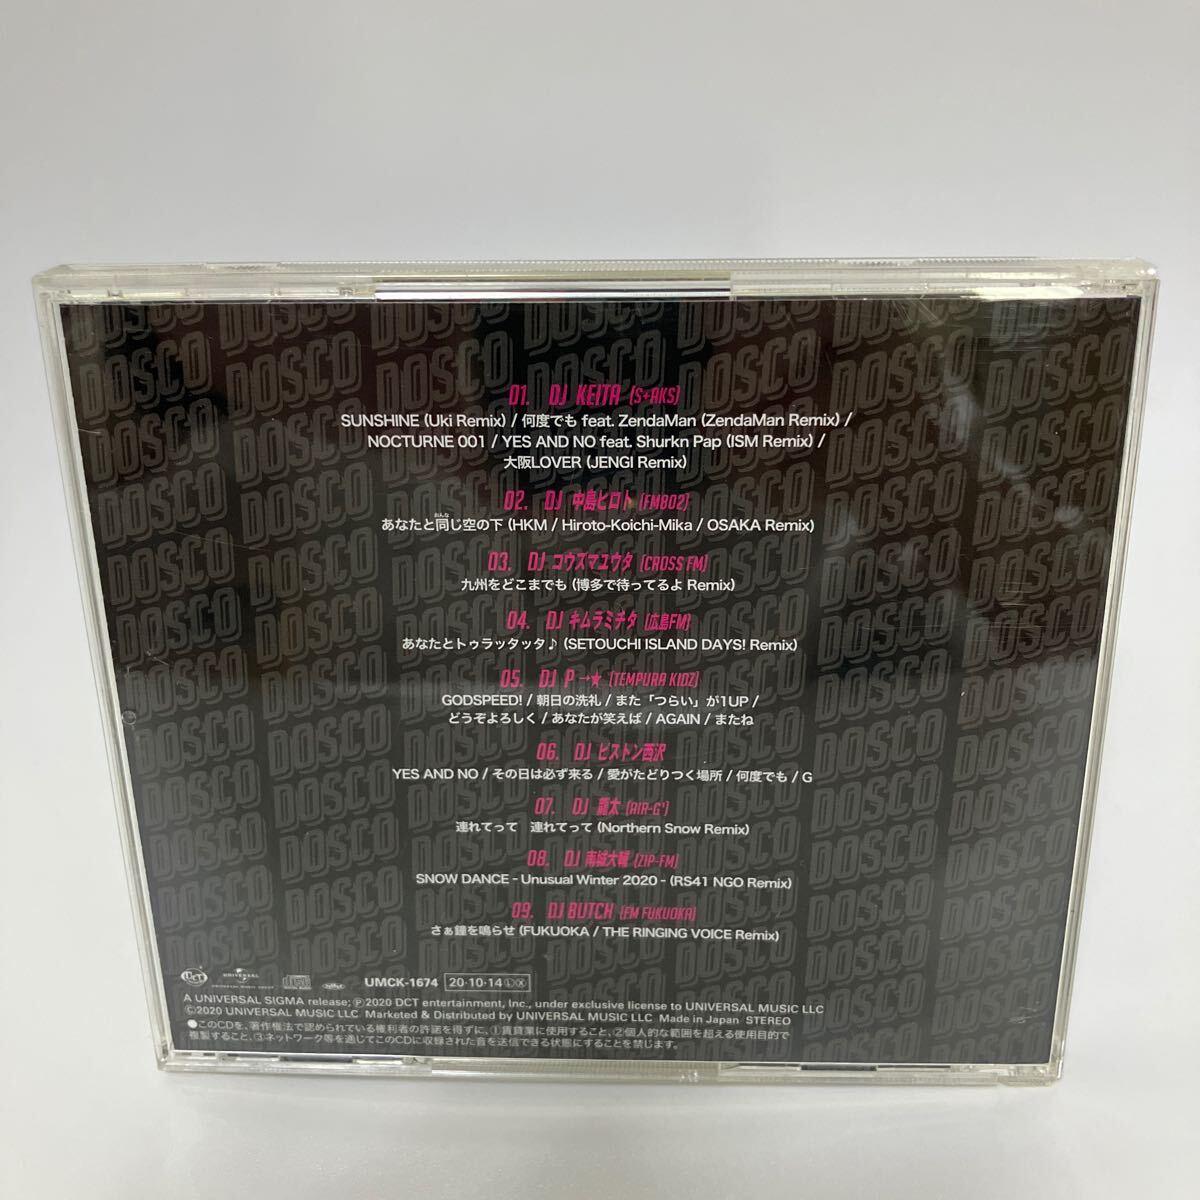 01. DJ KEITA (S+AKS)
SUNSHINE (Uki Remix) / 何度でも feat. ZendaMan (ZendaMan Remix) /
NOCTURNE 001 / YES AND NO feat. Shurkn Pap (ISM Remix) /
大阪LOVER (JENGI Remix)
02. DJ 中島ヒロト (FM802)
おんな
あなたと同じ空の下 (HKM / Hiroto-Koichi-Mika / OSAKA Remix)
03. DJ コウズマユウタ (CROSS FM)
九州をどこまでも (博多で待ってるよ Remix)
04. DJ キムラミチタ (広島FM)
あなたとトゥラッタッタ♪ (SETOUCHI ISLAND DAYS! Remix)
05. DJ P→★ (TEMPURA KIDZ)
GODSPEED! / 朝日の洗礼 / また「つらい」が1UP /
どうぞよろしく / あなたが笑えば / AGAIN / またね
06. DJ ピストン西沢
YES AND NO / その日は必ず来る / 愛がたどりつく場所 / 何度でも / G
07. DJ 龍太 (AIR-G')
連れてって 連れてって (Northern Snow Remix)
08. DJ 南城大輔 (ZIP-FM)
SNOW DANCE - Unusual Winter 2020 - (RS41 NGO Remix)
09. DJ BUTCH (FM FUKUOKA)
さぁ鐘を鳴らせ (FUKUOKA / THE RINGING VOICE Remix)
DCT UNIVERSAL UMCK-1674 20·10·14ⓁⓍ
A UNIVERSAL SIGMA release; ℗2020 DCT entertainment, Inc., under exclusive license to UNIVERSAL MUSIC LLC
©2020 UNIVERSAL MUSIC LLC Marketed & Distributed by UNIVERSAL MUSIC LLC Made in Japan STEREO
●このCDを、著作権法で認められている権利者の許諾を得ずに、①賃貸業に使用すること、②個人的な範囲を超える使用目的で
複製すること、③ネットワーク等を通じてこのCDに収録された音を送信できる状態にすることを禁じます。
DOSCO